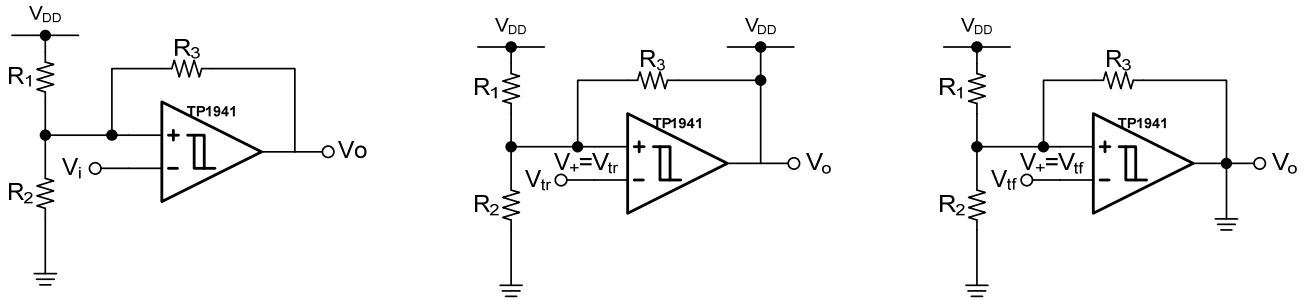 VDD
R3
R1
TP1941
+
Vi
−
Vo
R2
VDD
VDD
R3
R1
TP1941
+
V+=Vtr
Vtr
−
Vo
R2
VDD
R3
R1
TP1941
+
V+=Vtf
Vtf
−
Vo
R2